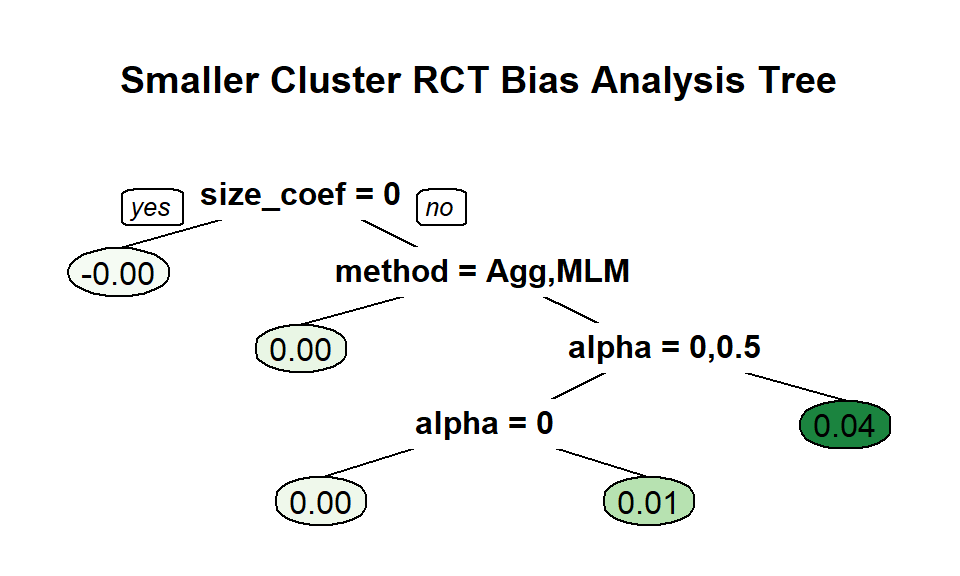 Smaller Cluster RCT Bias Analysis Tree
yes size_coef = 0 no
-0.00 method = Agg,MLM
0.00 alpha = 0,0.5
alpha = 0 0.04
0.00 0.01